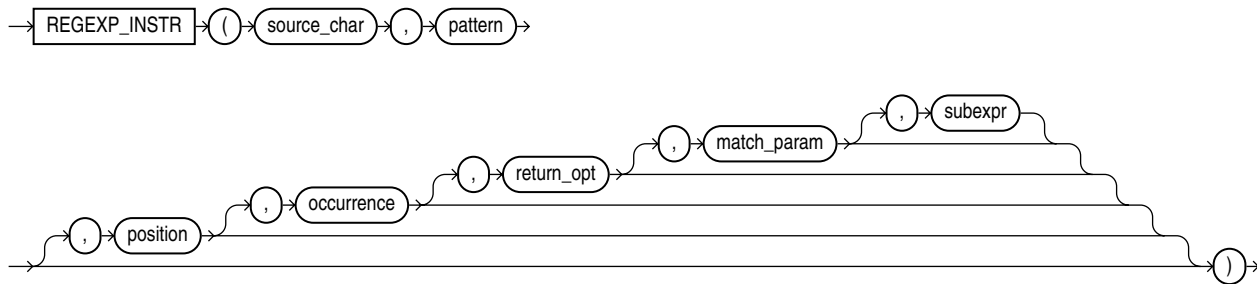 REGEXP_INSTR ( source_char , pattern
, subexpr
, match_param
, return_opt
, occurrence
, position
)